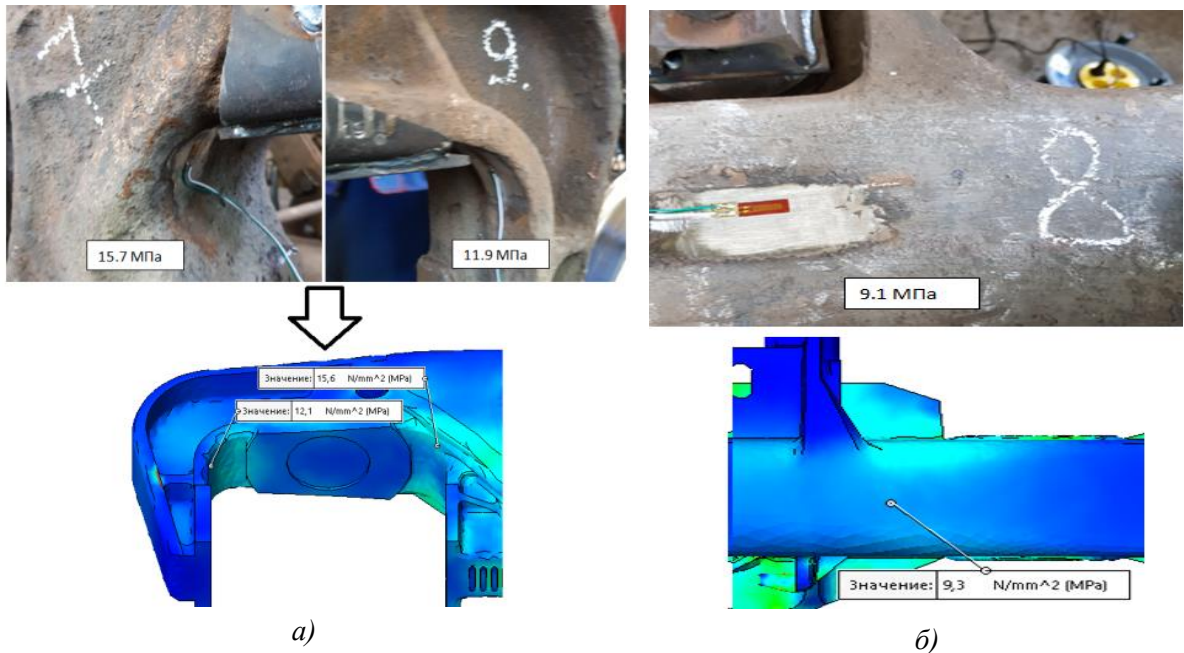 7
9
8
15.7 МПа
11.9 МПа
9.1 МПа
Значение: 15,6 N/mm^2 (MPa)
Значение: 12,1 N/mm^2 (MPa)
Значение: 9,3 N/mm^2 (MPa)
а)
б)